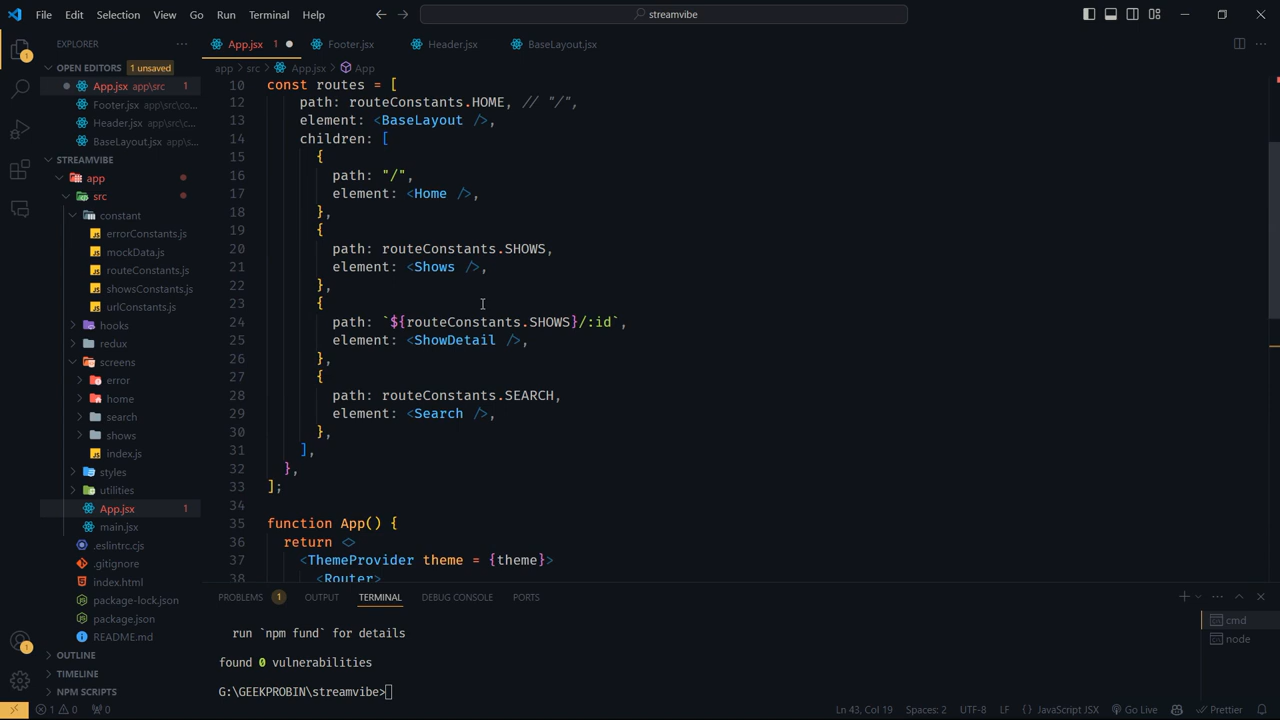 File Edit Selection View Go Run Terminal Help
streamvibe
EXPLORER
OPEN EDITORS 1 unsaved
App.jsx app\src 1
Footer.jsx app\src\co...
Header.jsx app\src\c...
BaseLayout.jsx app\s...
STREAMVIBE
app
src
constant
errorConstants.js
mockData.js
routeConstants.js
showsConstants.js
urlConstants.js
hooks
redux
screens
error
home
search
shows
index.js
styles
utilities
App.jsx 1
main.jsx
.eslintrc.cjs
.gitignore
index.html
package-lock.json
package.json
README.md
OUTLINE
TIMELINE
NPM SCRIPTS
App.jsx 1 Footer.jsx Header.jsx BaseLayout.jsx
app > src > App.jsx > App
10 const routes = [
12 path: routeConstants.HOME, // "/",
13 element: <BaseLayout />,
14 children: [
15 {
16 path: "/",
17 element: <Home />,
18 },
19 {
20 path: routeConstants.SHOWS,
21 element: <Shows />,
22 },
23 {
24 path: `${routeConstants.SHOWS}/:id`,
25 element: <ShowDetail />,
26 },
27 {
28 path: routeConstants.SEARCH,
29 element: <Search />,
30 },
31 ],
32 },
33 ];
34
35 function App() {
36 return <>
37 <ThemeProvider theme = {theme}>
38 <Router>
PROBLEMS 1 OUTPUT TERMINAL DEBUG CONSOLE PORTS
run `npm fund` for details
found 0 vulnerabilities
G:\GEEKPROBIN\streamvibe>
cmd
node
1 0 0 Ln 43, Col 19 Spaces: 2 UTF-8 LF {} JavaScript JSX Go Live Prettier